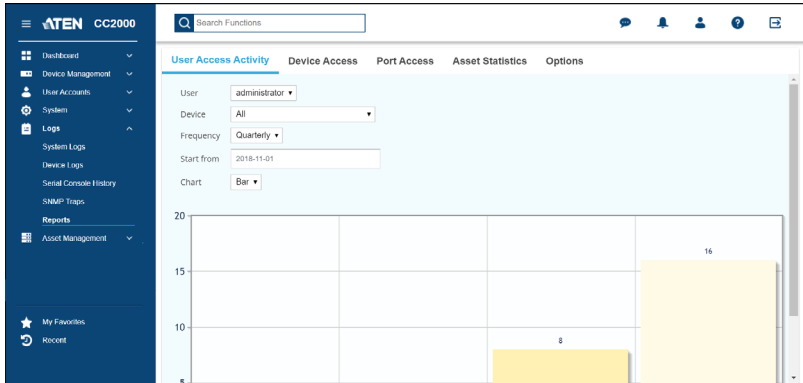 ATEN CC2000
Search Functions
Dashboard
Device Management
User Accounts
System
Logs
System Logs
Device Logs
Serial Console History
SNMP Traps
Reports
Asset Management
My Favorites
Recent
User Access Activity Device Access Port Access Asset Statistics Options
User administrator
Device All
Frequency Quarterly
Start from 2018-11-01
Chart Bar
20
16
15
10
8
5